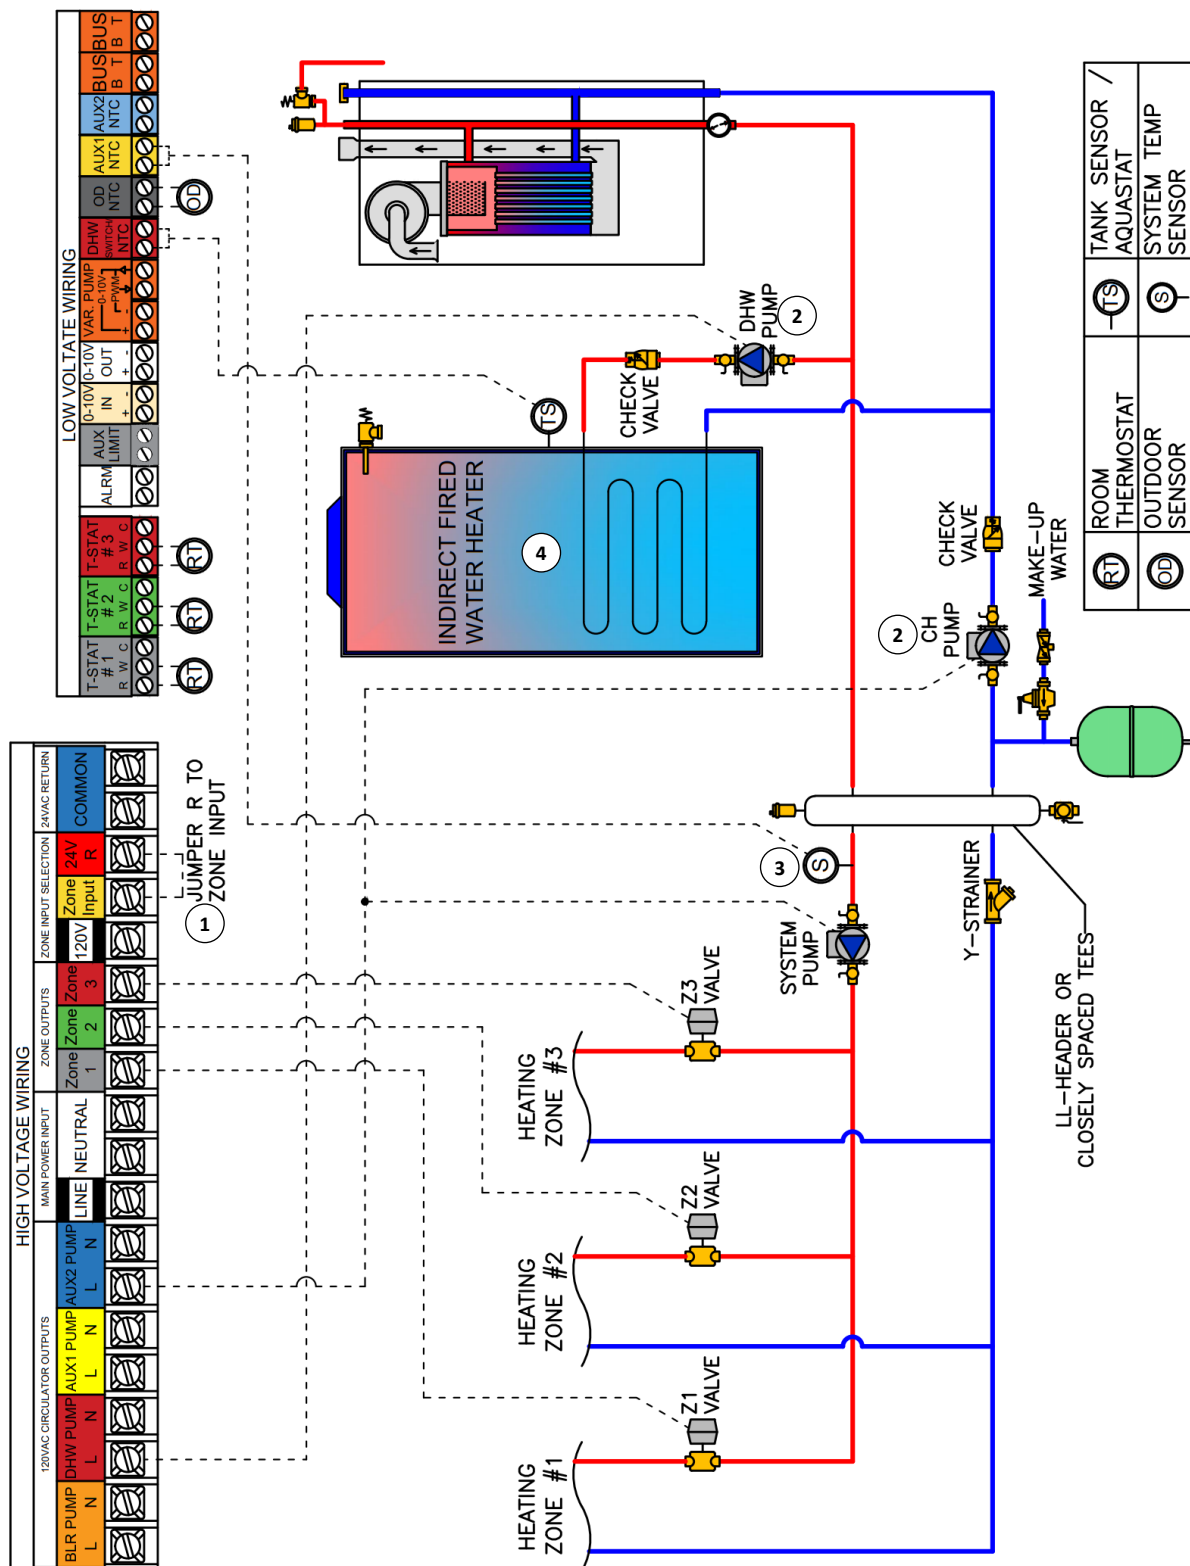 HIGH VOLTAGE WIRING
120VAC CIRCULATOR OUTPUTS
MAIN POWER INPUT
ZONE OUTPUTS
ZONE INPUT SELECTION
24VAC RETURN
BLR PUMP
L N
DHW PUMP
L N
AUX1 PUMP
L N
AUX2 PUMP
L N
LINE
NEUTRAL
Zone
1
Zone
2
Zone
3
120V
Zone
Input
24V
R
COMMON
1
JUMPER R TO
ZONE INPUT
LOW VOLTATE WIRING
T-STAT
# 1
R W C
T-STAT
# 2
R W C
T-STAT
# 3
R W C
ALRM
AUX
LIMIT
0-10V
IN
+ -
0-10V
OUT
+ -
VAR. PUMP
0-10V
PWM
+ -
DHW
SWITCH/
NTC
OD
NTC
AUX1
NTC
AUX2
NTC
BUS
B T
BUS
B T
RT
RT
RT
OD
TS
INDIRECT FIRED
WATER HEATER
4
CHECK
VALVE
DHW
PUMP
2
2
CH
PUMP
CHECK
VALVE
MAKE-UP
WATER
3
S
SYSTEM
PUMP
Y-STRAINER
LL-HEADER OR
CLOSELY SPACED TEES
HEATING
ZONE #1
Z1
VALVE
HEATING
ZONE #2
Z2
VALVE
HEATING
ZONE #3
Z3
VALVE
RT
ROOM
THERMOSTAT
TS
TANK SENSOR /
AQUASTAT
OD
OUTDOOR
SENSOR
S
SYSTEM TEMP
SENSOR